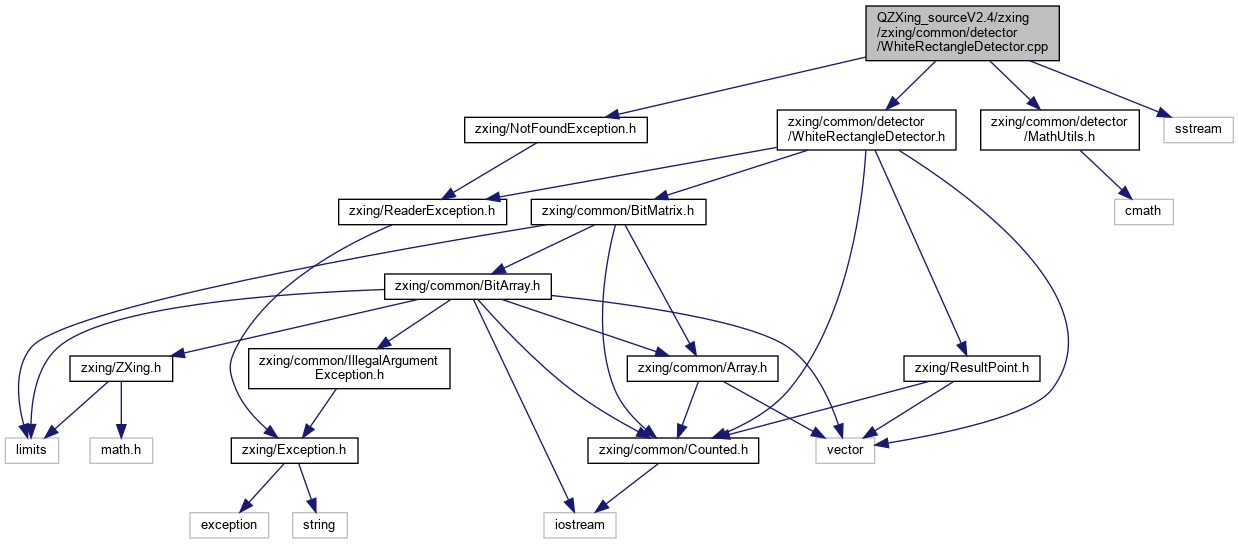 QZXing_sourceV2.4/zxing
/zxing/common/detector
/WhiteRectangleDetector.cpp
zxing/NotFoundException.h
zxing/common/detector
/WhiteRectangleDetector.h
zxing/common/detector
/MathUtils.h
sstream
zxing/ReaderException.h
zxing/common/BitMatrix.h
cmath
zxing/common/BitArray.h
zxing/ZXing.h
zxing/common/IllegalArgument
Exception.h
zxing/common/Array.h
zxing/ResultPoint.h
limits
math.h
zxing/Exception.h
zxing/common/Counted.h
vector
exception
string
iostream